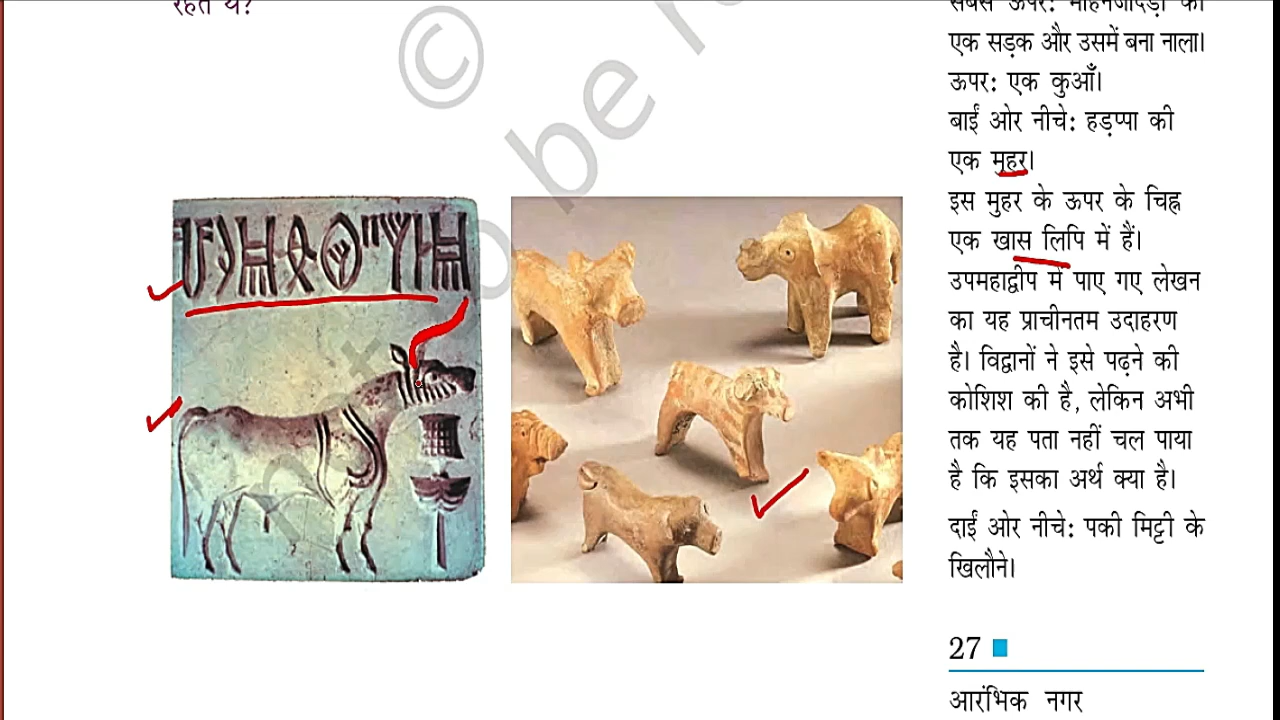 रहते थे?
सबसे ऊपर: मोहनजोदड़ो की
एक सड़क और उसमें बना नाला।
ऊपर: एक कुआँ।
बाईं ओर नीचे: हड़प्पा की
एक मुहर।
इस मुहर के ऊपर के चिह्न
एक खास लिपि में हैं।
उपमहाद्वीप में पाए गए लेखन
का यह प्राचीनतम उदाहरण
है। विद्वानों ने इसे पढ़ने की
कोशिश की है, लेकिन अभी
तक यह पता नहीं चल पाया
है कि इसका अर्थ क्या है।
दाईं ओर नीचे: पकी मिट्टी के
खिलौने।
27
आरंभिक नगर
©
be